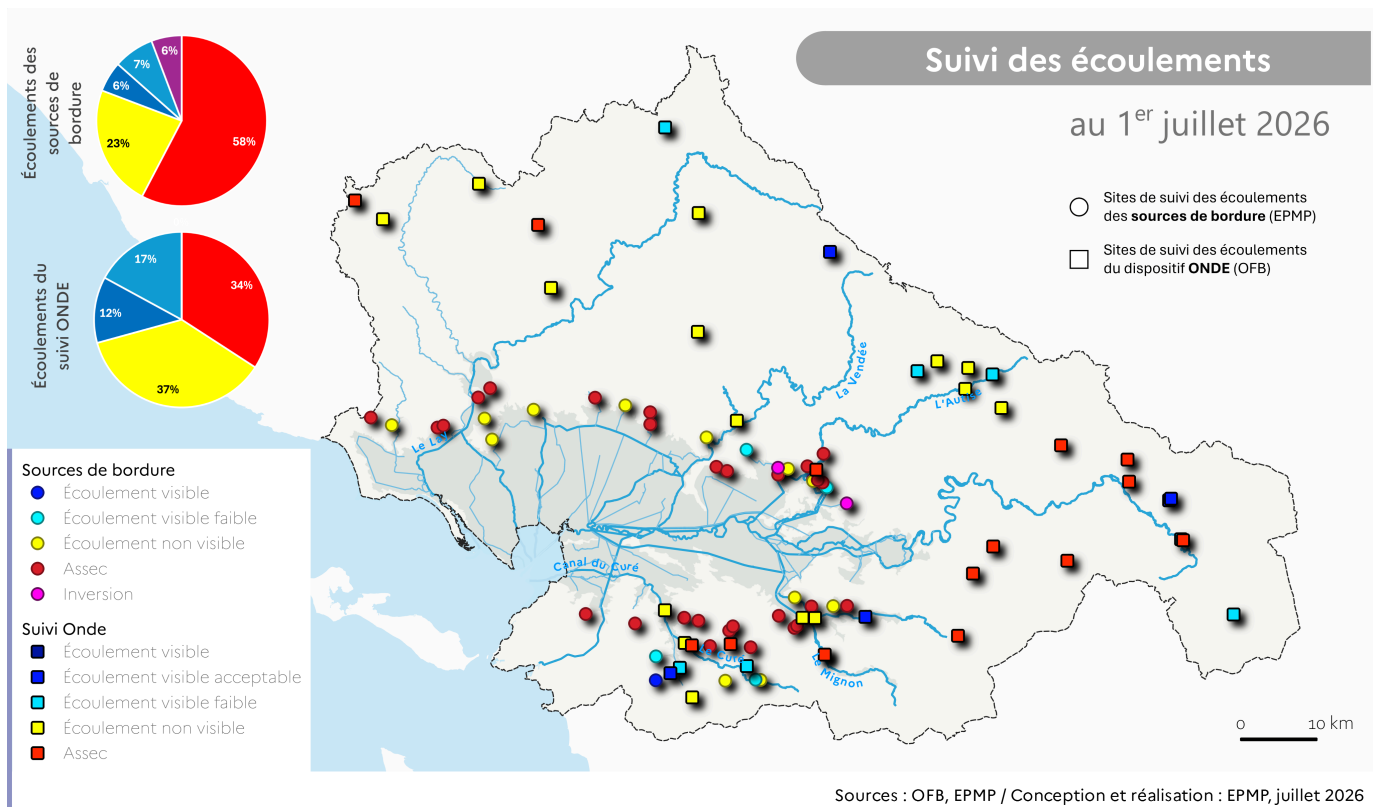 Suivi des écoulements
au 1er juillet 2026
Sites de suivi des écoulements
des sources de bordure (EPMP)
Sites de suivi des écoulements
du dispositif ONDE (OFB)
Écoulements des
sources de
bordure
6%
7%
6%
23%
58%
Écoulements du
suivi ONDE
17%
34%
12%
37%
La Vendée
L'Autize
Le Lay
Canal du Curé
Le Curé
Le Mignon
Sources de bordure
Écoulement visible
Écoulement visible faible
Écoulement non visible
Assec
Inversion
Suivi Onde
Écoulement visible
Écoulement visible acceptable
Écoulement visible faible
Écoulement non visible
Assec
0 10 km
Sources : OFB, EPMP / Conception et réalisation : EPMP, juillet 2026